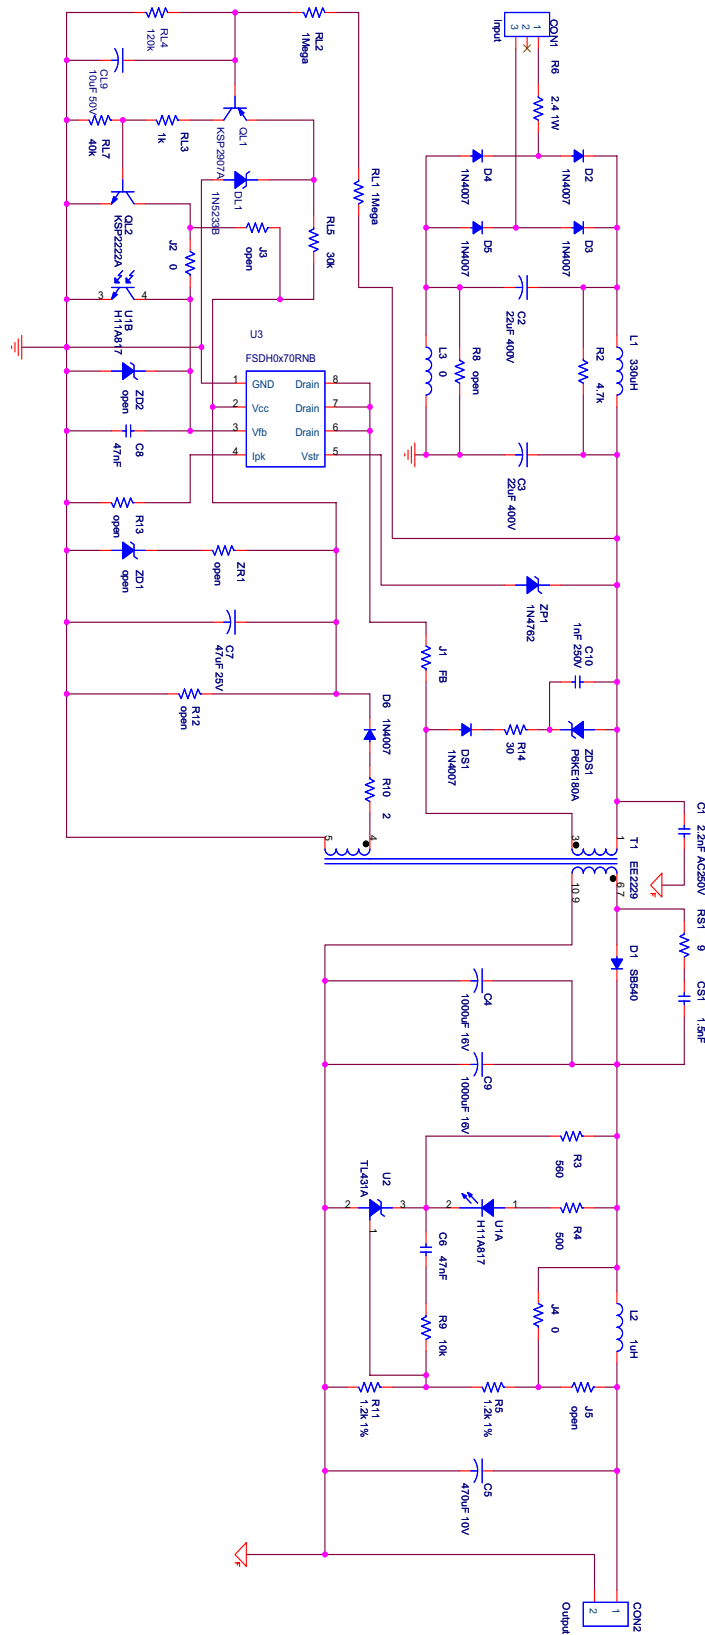 CON1
Input
1
2
3
R6
2.4 1W
D2
1N4007
D4
1N4007
D3
1N4007
D5
1N4007
RL4
120k
CL9
10uF 50V
RL2
1Mega
RL7
40k
RL3
1k
QL1
KSP2907A
DL1
1N5233B
RL1 1Mega
RL5
30k
QL2
KSP2222A
J2
0
J3
open
U1B
H11A817
3
4
C2
22uF 400V
L1
330uH
R2
4.7k
R8
open
L3
0
C3
22uF 400V
U3
FSDH0x70RNB
1
GND
Drain
8
2
Vcc
Drain
7
3
Vfb
Drain
6
4
Ipk
Vstr
5
ZD2
open
C8
47nF
R13
open
ZD1
open
ZR1
open
C7
47uF 25V
R12
open
ZP1
1N4762
J1
FB
C10
1nF 250V
D6
1N4007
R10
2
DS1
1N4007
R14
30
ZDS1
P6KE180A
C1
2.2nF AC250V
T1
EE2229
1
3
4
5
6.7
10.9
RS1
9
CS1
1.5nF
D1
SB540
C4
1000uF 16V
C9
1000uF 16V
R3
560
R4
500
U2
TL431A
2
3
1
U1A
H11A817
2
1
C6
47nF
R9
10k
J4
0
L2
1uH
R11
1.2k 1%
R5
1.2k 1%
J5
open
C5
470uF 10V
CON2
Output
1
2